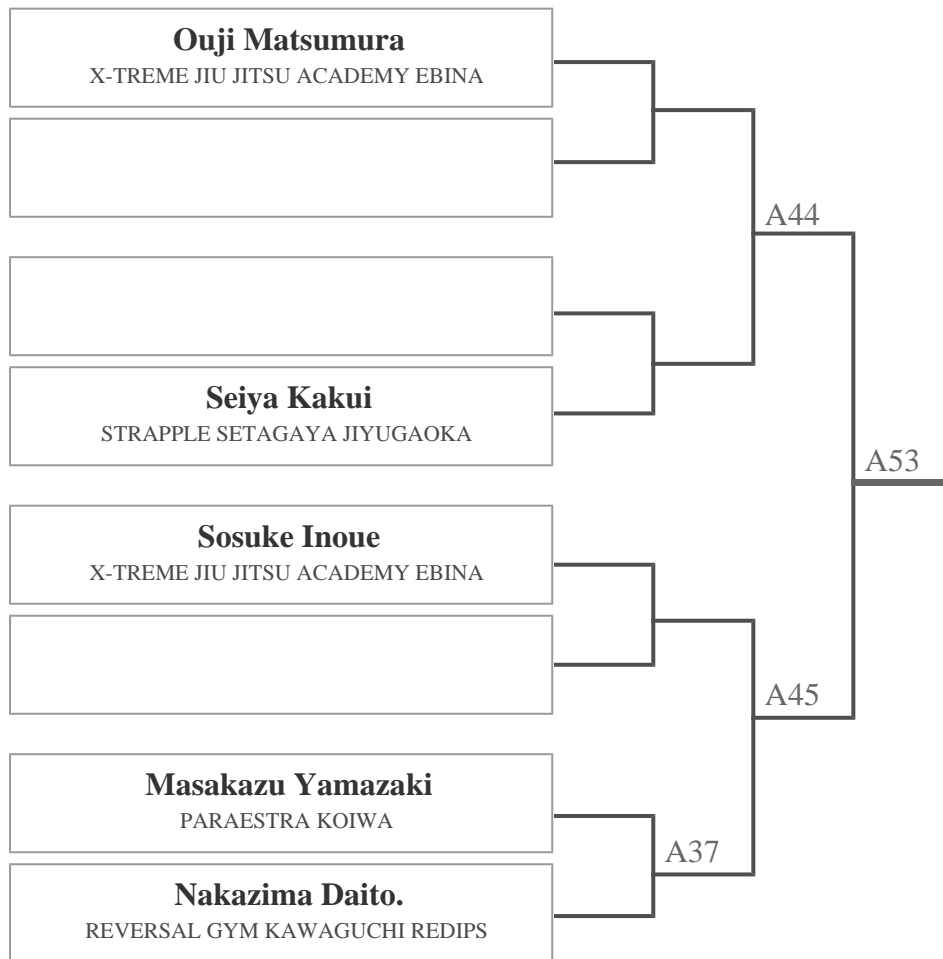 Ouji Matsumura
X-TREME JIU JITSU ACADEMY EBINA
A44
Seiya Kakui
STRAPPLE SETAGAYA JIYUGAOKA
A53
Sosuke Inoue
X-TREME JIU JITSU ACADEMY EBINA
A45
Masakazu Yamazaki
PARAESTRA KOIWA
A37
Nakazima Daito.
REVERSAL GYM KAWAGUCHI REDIPS